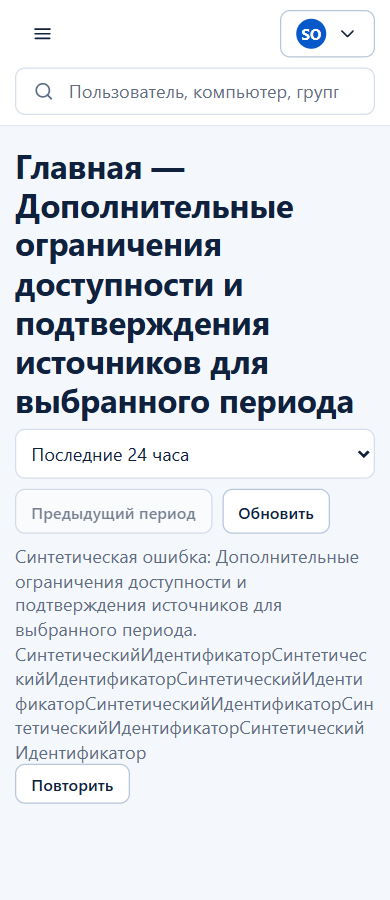 SO
Пользователь, компьютер, груп
Главная —
Дополнительные
ограничения
доступности и
подтверждения
источников для
выбранного периода
Последние 24 часа
Предыдущий период
Обновить
Синтетическая ошибка: Дополнительные
ограничения доступности и
подтверждения источников для
выбранного периода.
СинтетическийИдентификаторСинтетичес
кийИдентификаторСинтетическийИденти
фикаторСинтетическийИдентификаторСин
тетическийИдентификаторСинтетический
Идентификатор
Повторить